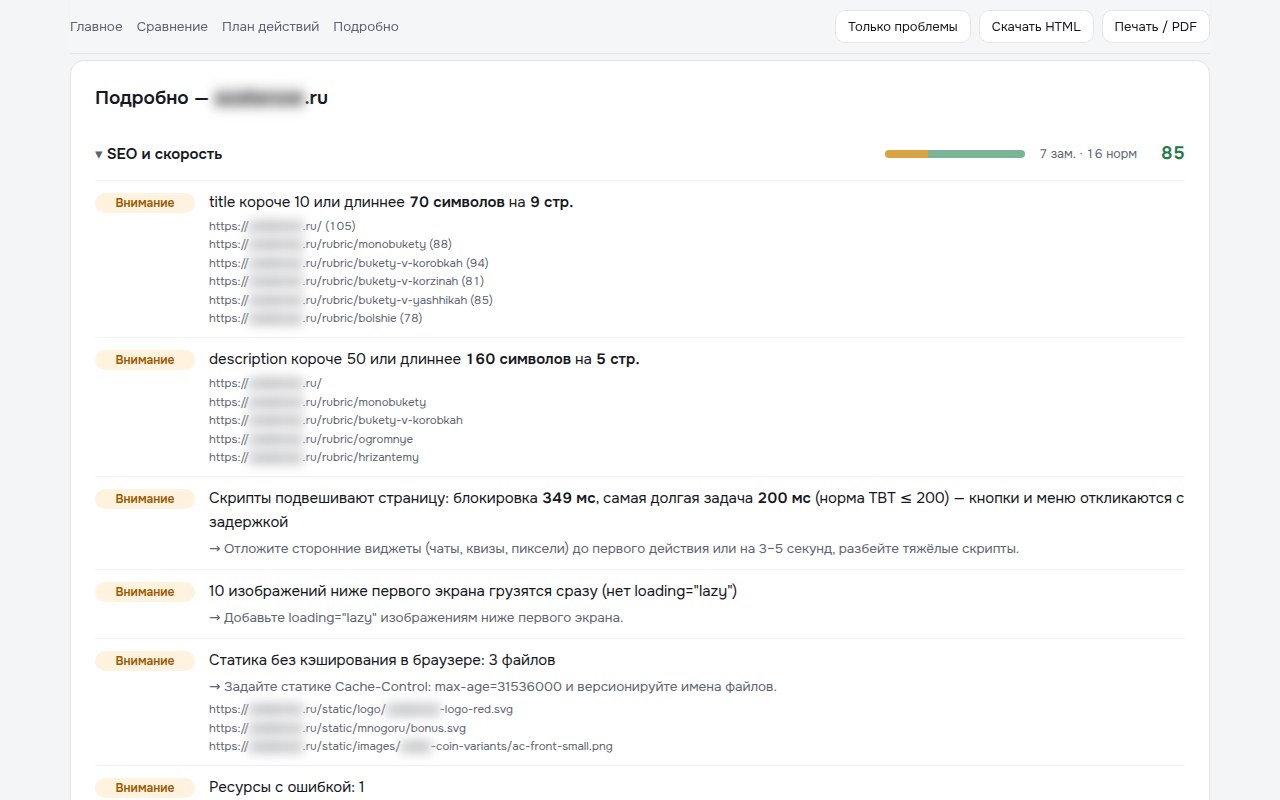 Главное Сравнение План действий Подробно Только проблемы Скачать HTML Печать / PDF
Подробно — .ru
▾ SEO и скорость 7 зам. · 16 норм 85
Внимание title короче 10 или длиннее 70 символов на 9 стр.
https:// .ru/ (105)
https:// .ru/rubric/monobukety (88)
https:// .ru/rubric/bukety-v-korobkah (94)
https:// .ru/rubric/bukety-v-korzinah (81)
https:// .ru/rubric/bukety-v-yashhikah (85)
https:// .ru/rubric/bolshie (78)
Внимание description короче 50 или длиннее 160 символов на 5 стр.
https:// .ru/
https:// .ru/rubric/monobukety
https:// .ru/rubric/bukety-v-korobkah
https:// .ru/rubric/ogromnye
https:// .ru/rubric/hrizantemy
Внимание Скрипты подвешивают страницу: блокировка 349 мс, самая долгая задача 200 мс (норма TBT ≤ 200) — кнопки и меню откликаются с
задержкой
→ Отложите сторонние виджеты (чаты, квизы, пиксели) до первого действия или на 3–5 секунд, разбейте тяжёлые скрипты.
Внимание 10 изображений ниже первого экрана грузятся сразу (нет loading="lazy")
→ Добавьте loading="lazy" изображениям ниже первого экрана.
Внимание Статика без кэширования в браузере: 3 файлов
→ Задайте статике Cache-Control: max-age=31536000 и версионируйте имена файлов.
https:// .ru/static/logo/ -logo-red.svg
https:// .ru/static/mnogoru/bonus.svg
https:// .ru/static/images/ -coin-variants/ac-front-small.png
Внимание Ресурсы с ошибкой: 1